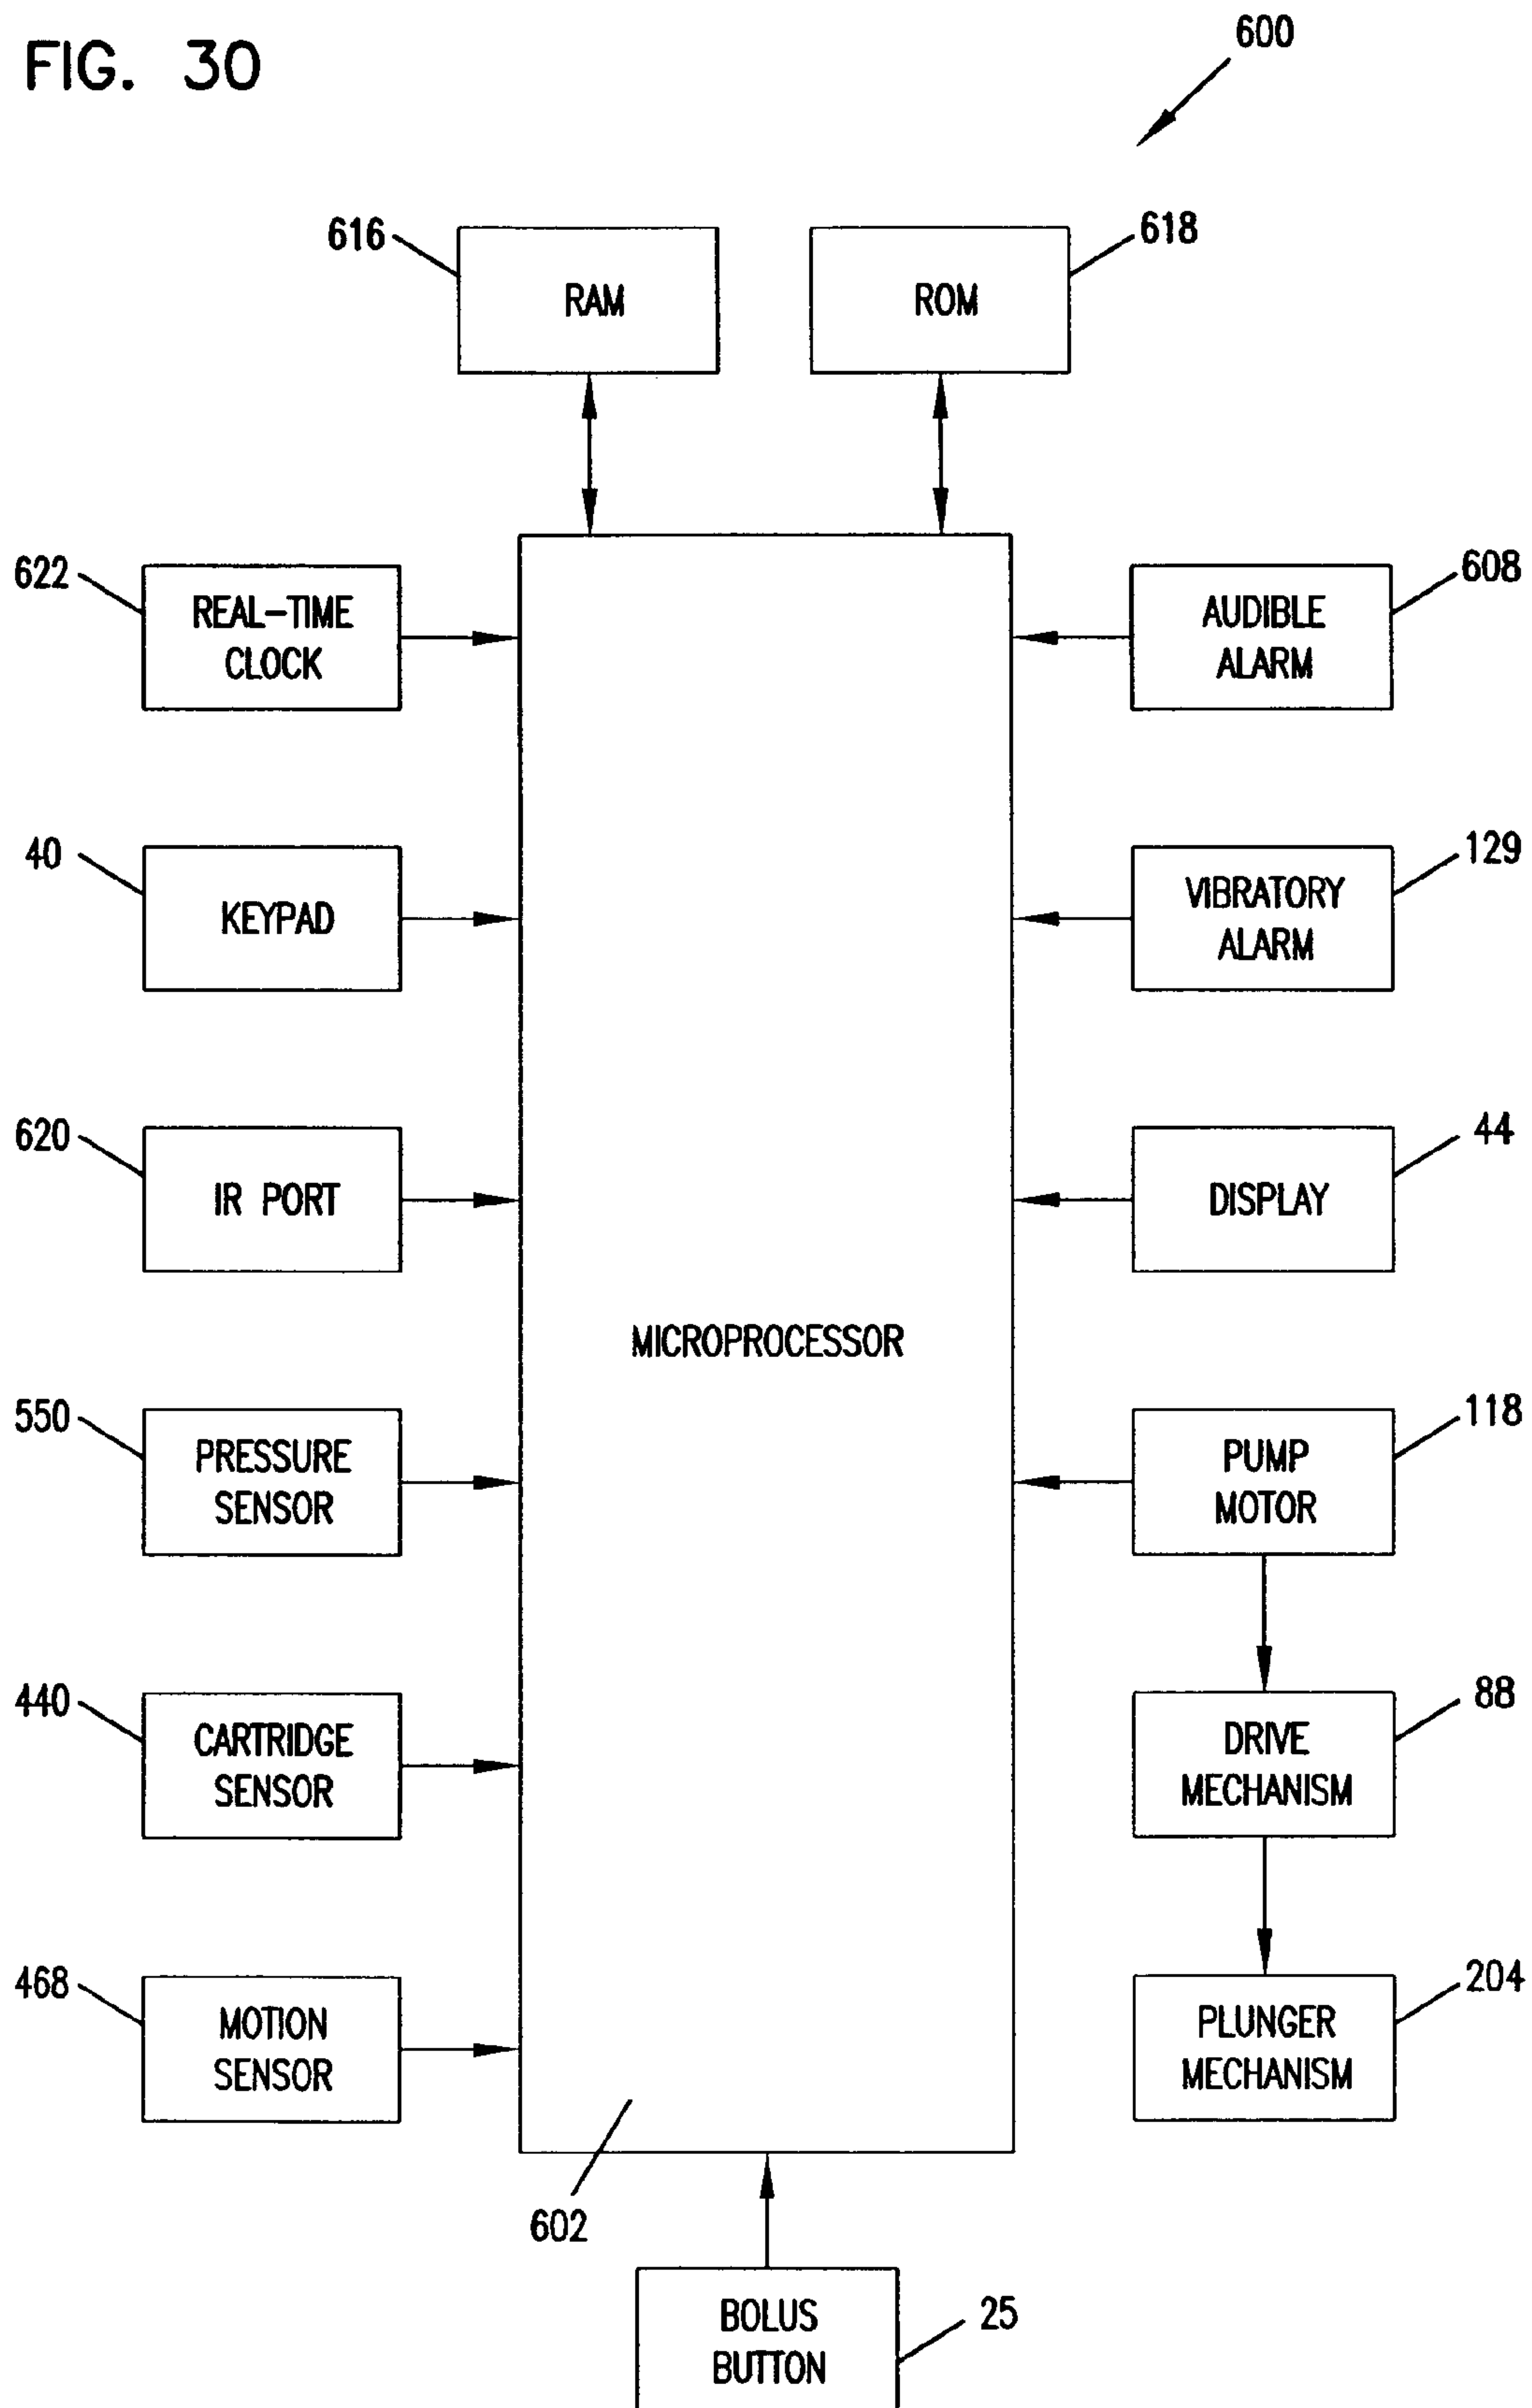 FIG. 30
600
616
RAM
ROM
618
622
REAL-TIME
CLOCK
AUDIBLE
ALARM
608
40
KEYPAD
VIBRATORY
ALARM
129
620
IR PORT
DISPLAY
44
MICROPROCESSOR
550
PRESSURE
SENSOR
PUMP
MOTOR
118
440
CARTRIDGE
SENSOR
DRIVE
MECHANISM
88
468
MOTION
SENSOR
PLUNGER
MECHANISM
204
602
BOLUS
BUTTON
25